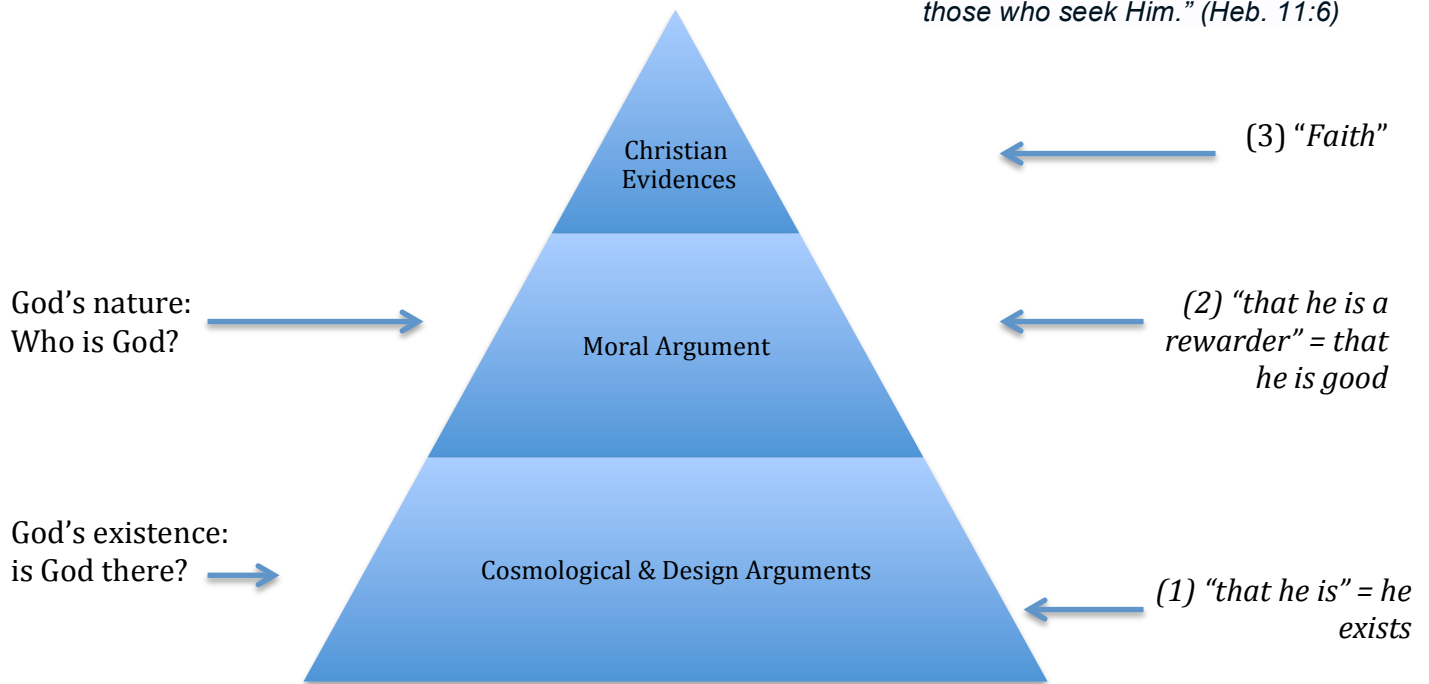 those who seek Him.” (Heb. 11:6)
(3) “Faith”
Christian
Evidences
God’s nature:
Who is God?
Moral Argument
(2) “that he is a
rewarder” = that
he is good
God’s existence:
is God there?
Cosmological & Design Arguments
(1) “that he is” = he
exists